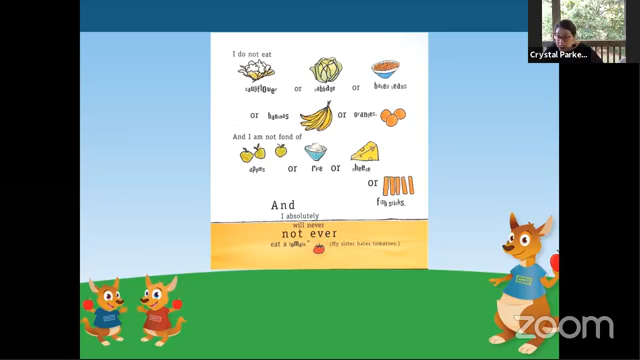 I do not eat
cauliflower or cabbage or baked beans
or bananas or oranges.
And I am not fond of
apples or rice or cheese
or
fish sticks.
And
I absolutely
will never
not ever
eat a tomato." (My sister hates tomatoes.)
Crystal Parke...
zoom